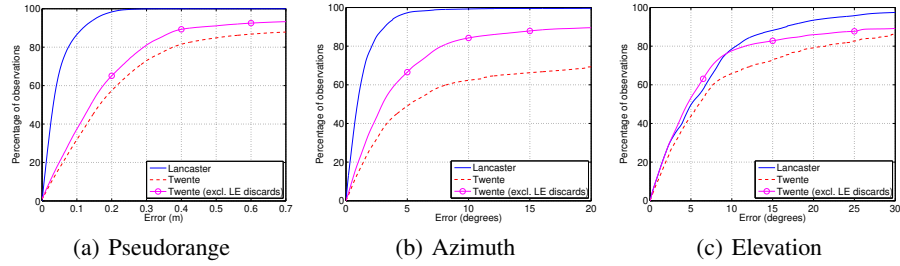 Percentage of observations
100
80
60
40
20
0
0 0.1 0.2 0.3 0.4 0.5 0.6 0.7
Error (m)
Lancaster
Twente
Twente (excl. LE discards)
(a) Pseudorange
Percentage of observations
100
80
60
40
20
0
0 5 10 15 20
Error (degrees)
Lancaster
Twente
Twente (excl. LE discards)
(b) Azimuth
Percentage of observations
100
80
60
40
20
0
0 5 10 15 20 25 30
Error (degrees)
Lancaster
Twente
Twente (excl. LE discards)
(c) Elevation